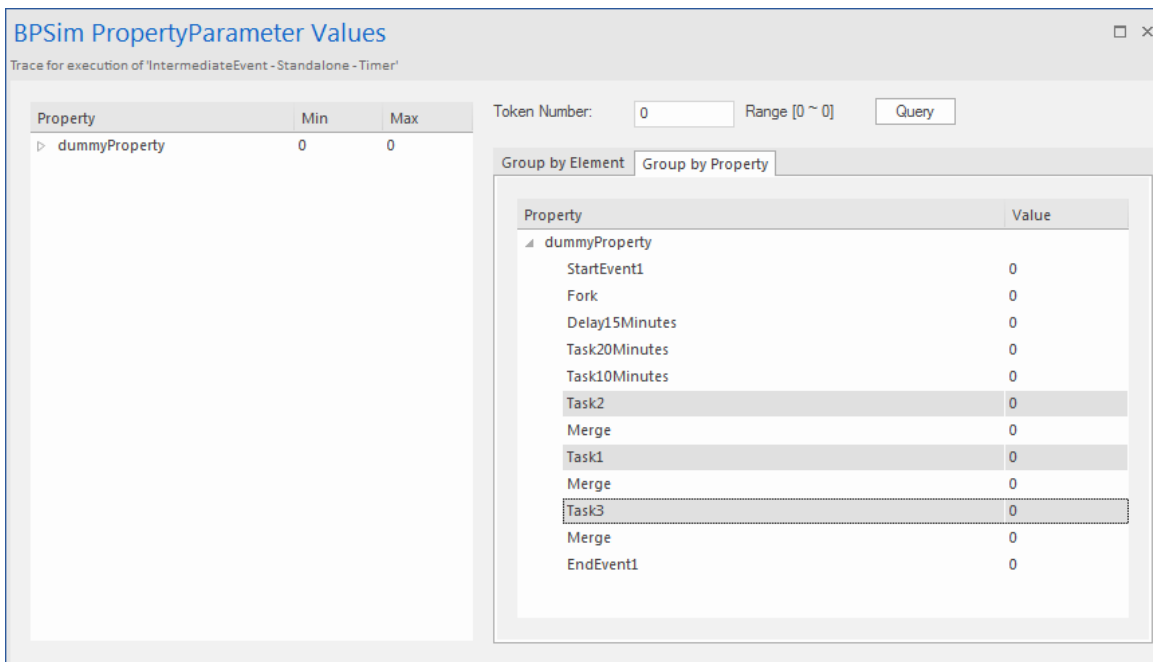 BPSim PropertyParameter Values
Trace for execution of 'IntermediateEvent - Standalone - Timer'
Property Min Max
dummyProperty 0 0
Token Number: 0 Range [0 ~ 0] Query
Group by Element Group by Property
Property Value
dummyProperty
StartEvent1 0
Fork 0
Delay15Minutes 0
Task20Minutes 0
Task10Minutes 0
Task2 0
Merge 0
Task1 0
Merge 0
Task3 0
Merge 0
EndEvent1 0